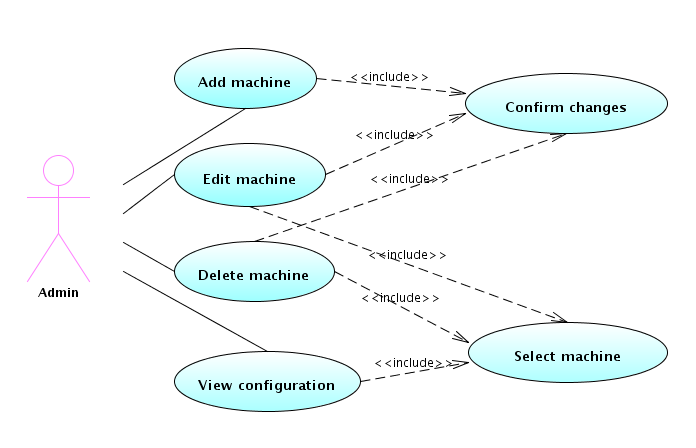 <<include>>
Add machine
Confirm changes
<<include>>
Edit machine
<<include>>
Admin
<<include>>
Delete machine
<<include>>
Select machine
<<include>>
View configuration